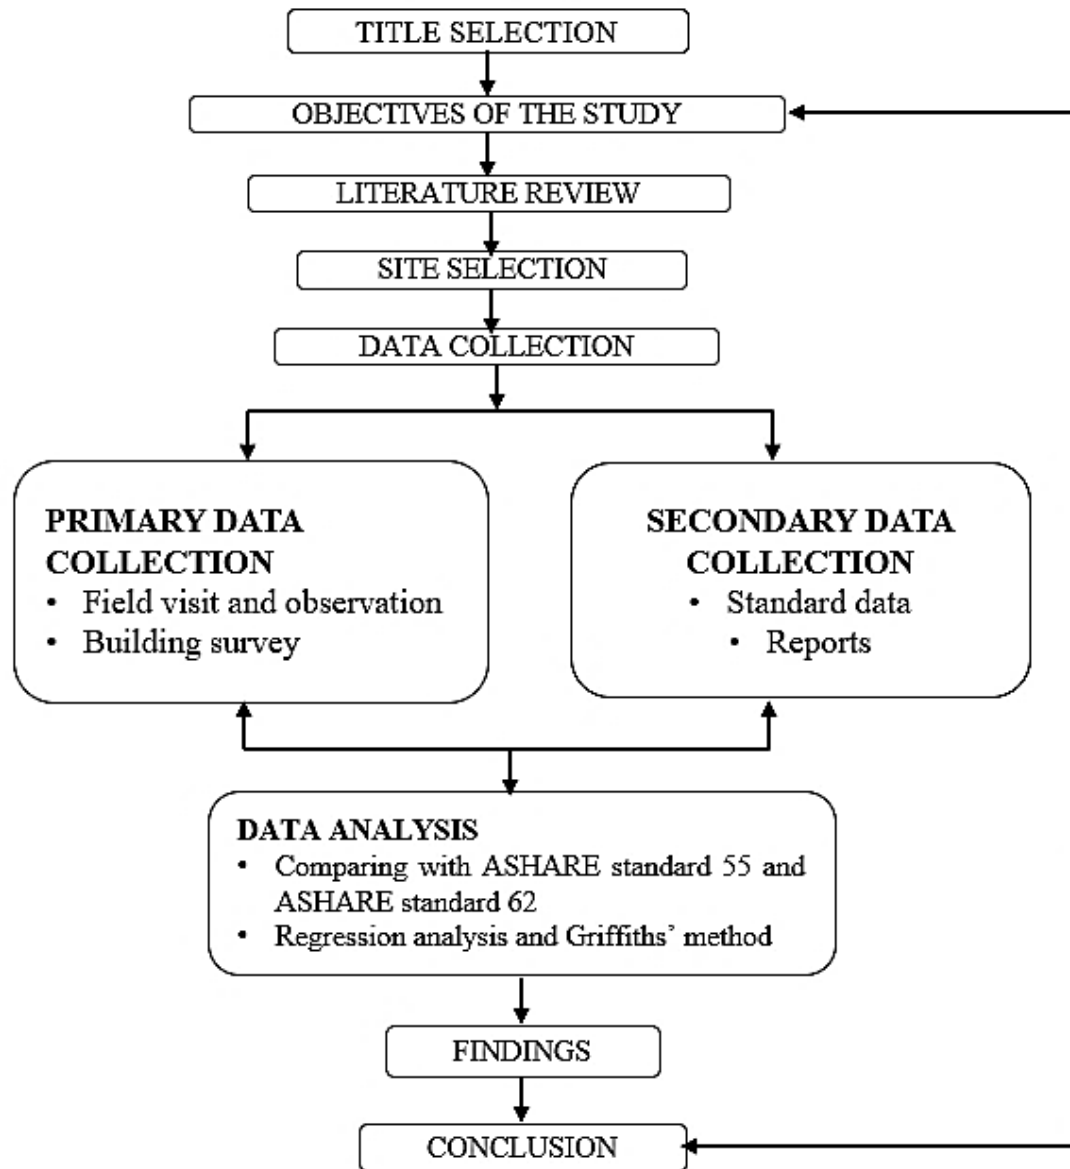 TITLE SELECTION
OBJECTIVES OF THE STUDY
LITERATURE REVIEW
SITE SELECTION
DATA COLLECTION
PRIMARY DATA
COLLECTION
• Field visit and observation
• Building survey
SECONDARY DATA
COLLECTION
• Standard data
• Reports
DATA ANALYSIS
• Comparing with ASHARE standard 55 and
ASHARE standard 62
• Regression analysis and Griffiths’ method
FINDINGS
CONCLUSION